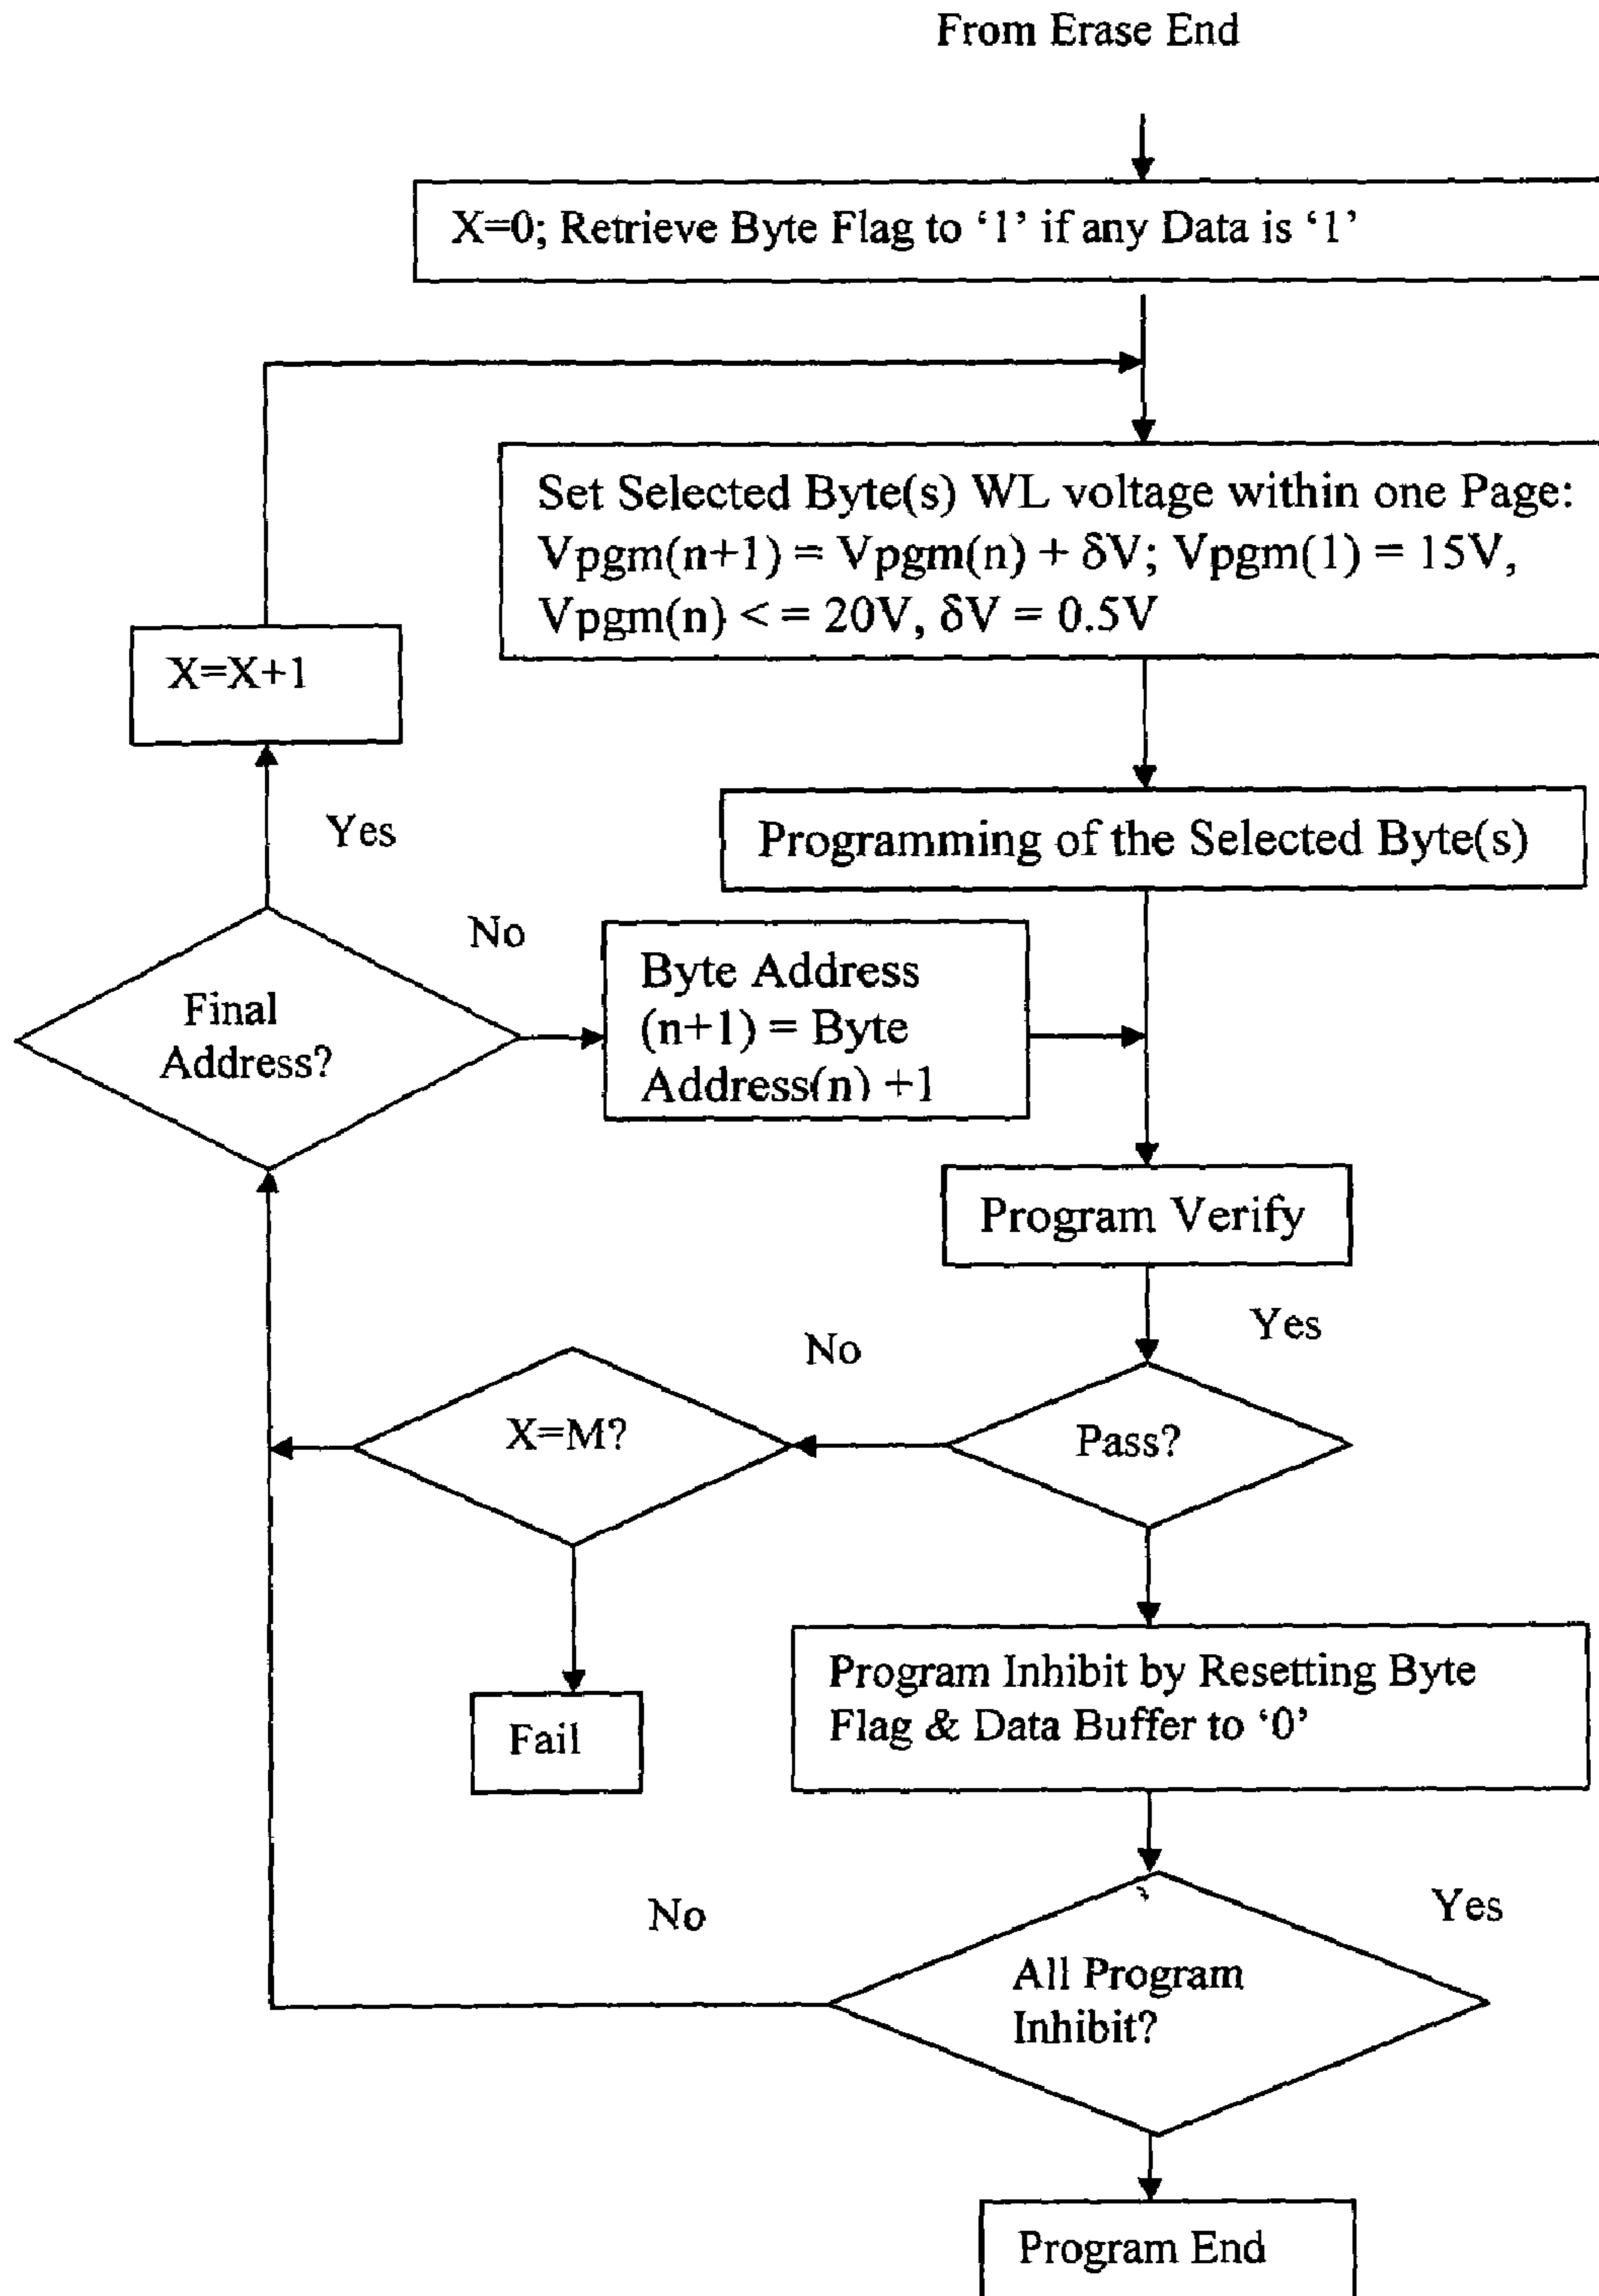 From Erase End
X=0; Retrieve Byte Flag to ‘1’ if any Data is ‘1’
Set Selected Byte(s) WL voltage within one Page:
Vpgm(n+1) = Vpgm(n) + δV; Vpgm(1) = 15V,
Vpgm(n) < = 20V, δV = 0.5V
X=X+1
Yes
Programming of the Selected Byte(s)
No
Byte Address
(n+1) = Byte
Address(n) +1
Final
Address?
Program Verify
Yes
No
X=M?
Pass?
Program Inhibit by Resetting Byte
Flag & Data Buffer to ‘0’
Fail
No
Yes
All Program
Inhibit?
Program End